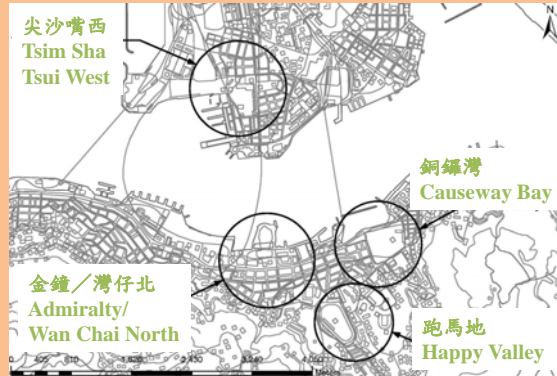 尖沙嘴西
Tsim Sha
Tsui West
N
銅鑼灣
Causeway Bay
金鐘／灣仔北
Admiralty/
Wan Chai North
跑馬地
Happy Valley